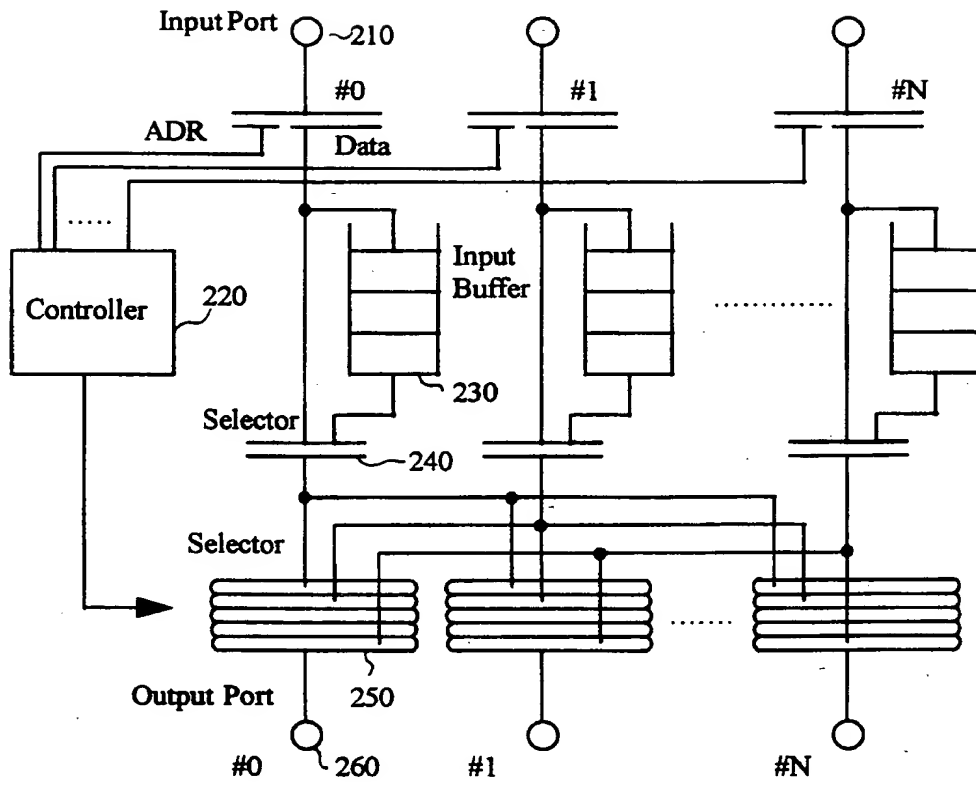 Input Port
210
#0
#1
#N
ADR
Data
Controller
220
Input
Buffer
230
Selector
240
Selector
250
Output Port
#0
260
#1
#N